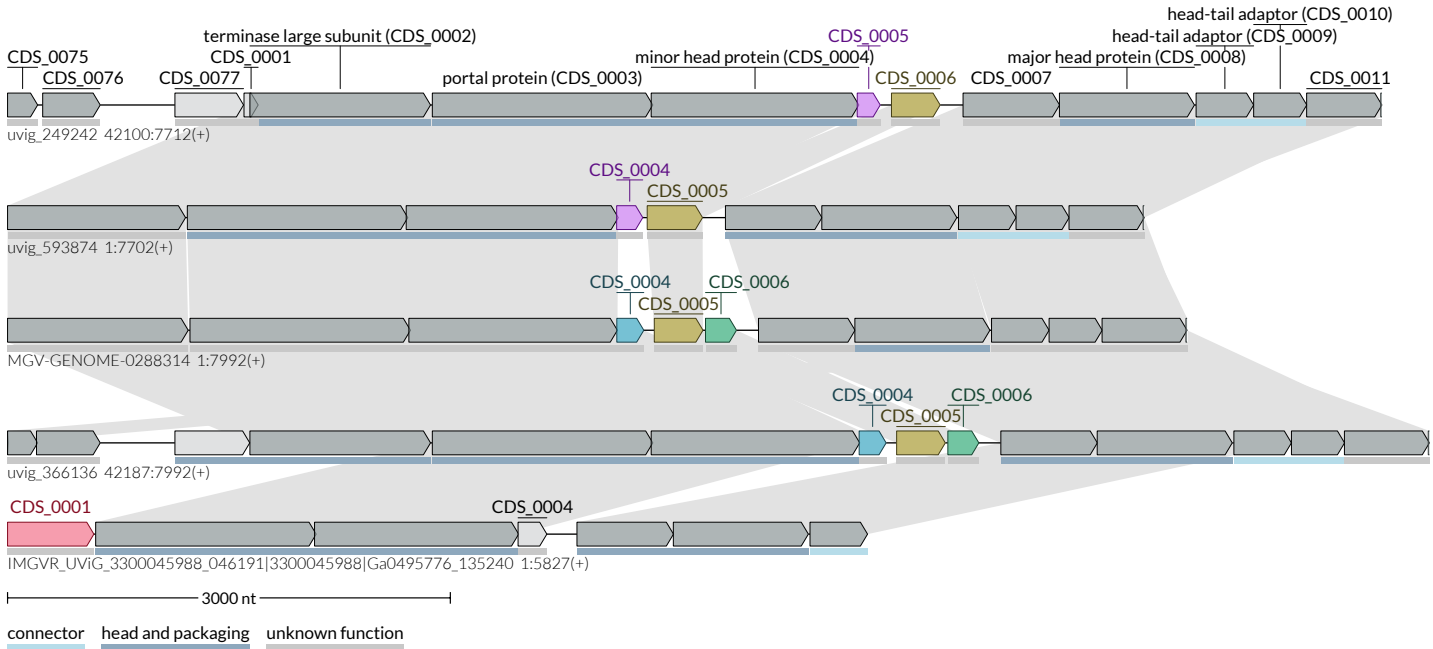 head-tail adaptor (CDS_0010)
terminase large subunit (CDS_0002) CDS_0005 head-tail adaptor (CDS_0009)
CDS_0075 CDS_0001 minor head protein (CDS_0004) major head protein (CDS_0008)
CDS_0076 CDS_0077 portal protein (CDS_0003) CDS_0006 CDS_0007 CDS_0011
uvig_249242 42100:7712(+)
CDS_0004
CDS_0005
uvig_593874 1:7702(+)
CDS_0004 CDS_0006
CDS_0005
MGV-GENOME-0288314 1:7992(+)
CDS_0004 CDS_0006
CDS_0005
uvig_366136 42187:7992(+)
CDS_0001 CDS_0004
IMGVR_UViG_3300045988_046191|3300045988|Ga0495776_135240 1:5827(+)
3000 nt
connector head and packaging unknown function